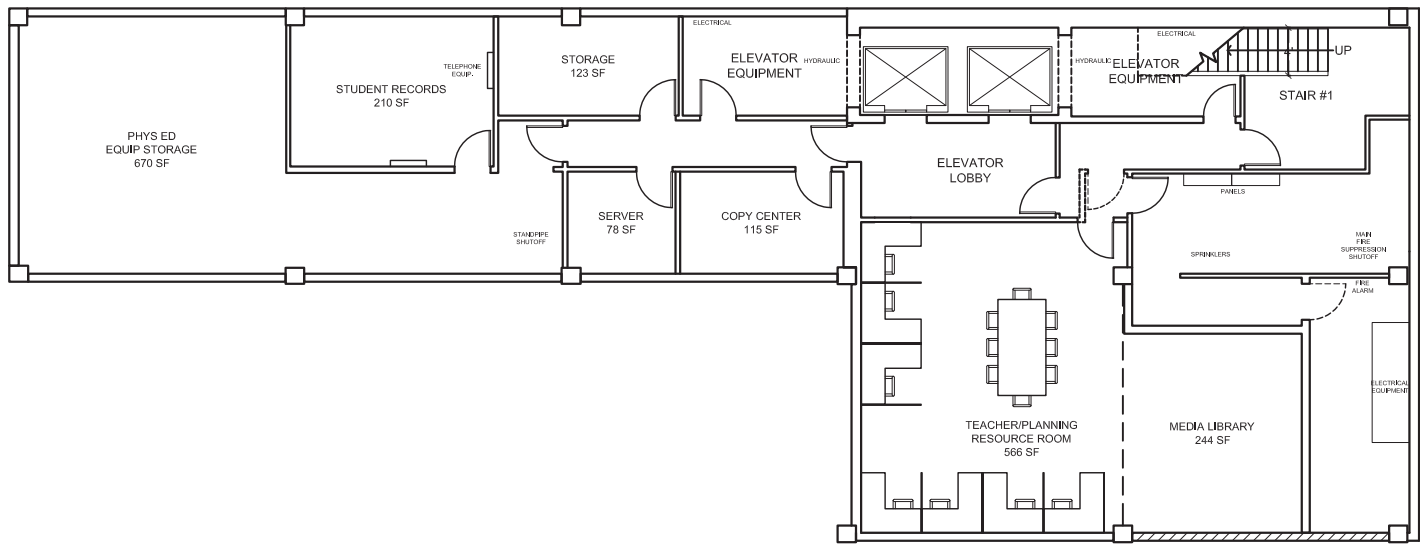 ELECTRICAL
ELEVATOR
EQUIPMENT
HYDRAULIC
STORAGE
123 SF
TELEPHONE
EQUIP.
STUDENT RECORDS
210 SF
PHYS ED
EQUIP STORAGE
670 SF
HYDRAULIC
ELECTRICAL
ELEVATOR
EQUIPMENT
UP
STAIR #1
ELEVATOR
LOBBY
SERVER
78 SF
COPY CENTER
115 SF
STANDPIPE
SHUTOFF
PANELS
SPRINKLERS
MAIN
FIRE
SUPPRESSION
SHUTOFF
FIRE
ALARM
ELECTRICAL
EQUIPMENT
TEACHER/PLANNING
RESOURCE ROOM
566 SF
MEDIA LIBRARY
244 SF